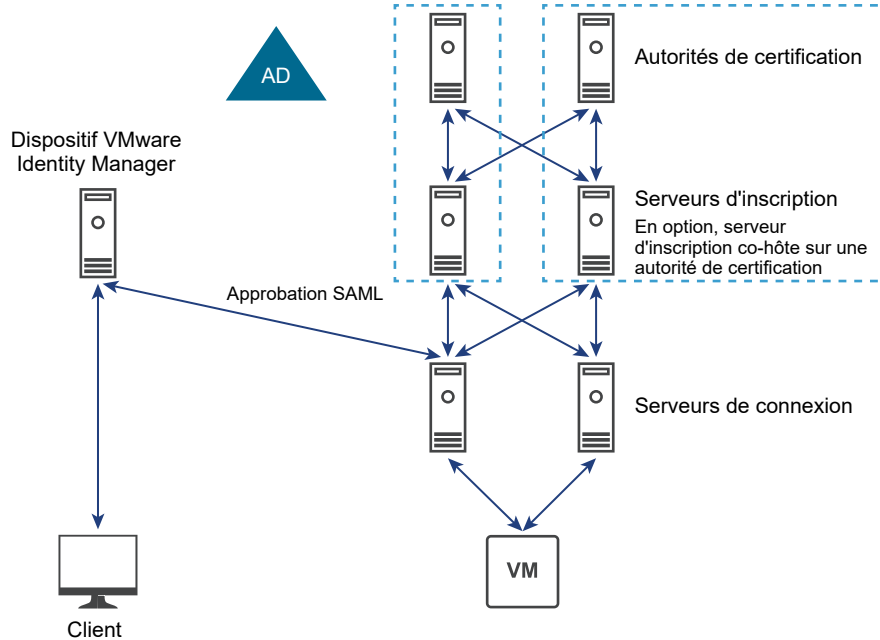 AD
Autorités de certification
Dispositif VMware
Identity Manager
Serveurs d'inscription
En option, serveur
d'inscription co-hôte sur une
autorité de certification
Approbation SAML
Serveurs de connexion
VM
Client